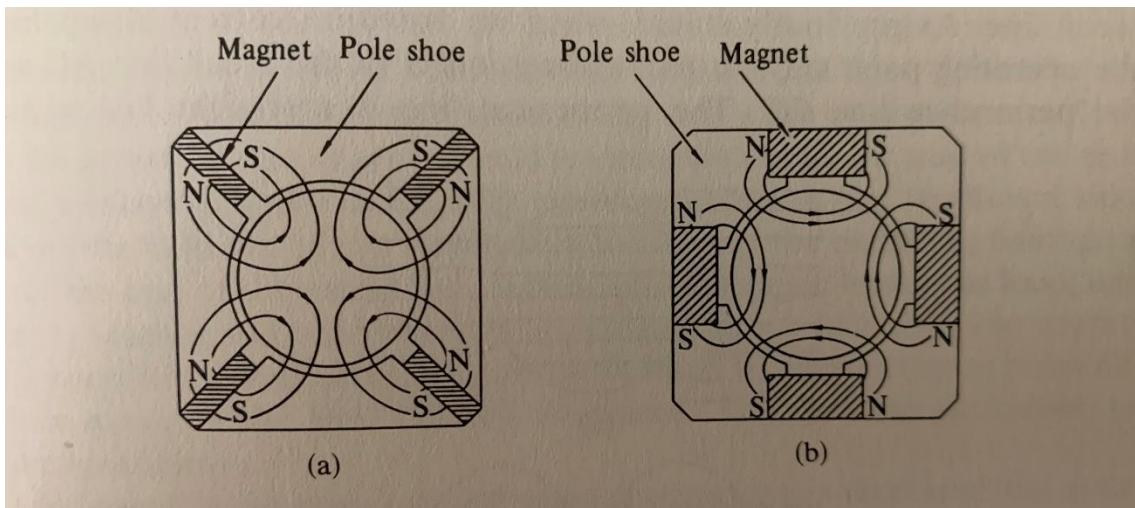 Magnet Pole shoe
Pole shoe Magnet
S S
N N
N N
S S
(a)
N S
N S
S N
S N
(b)